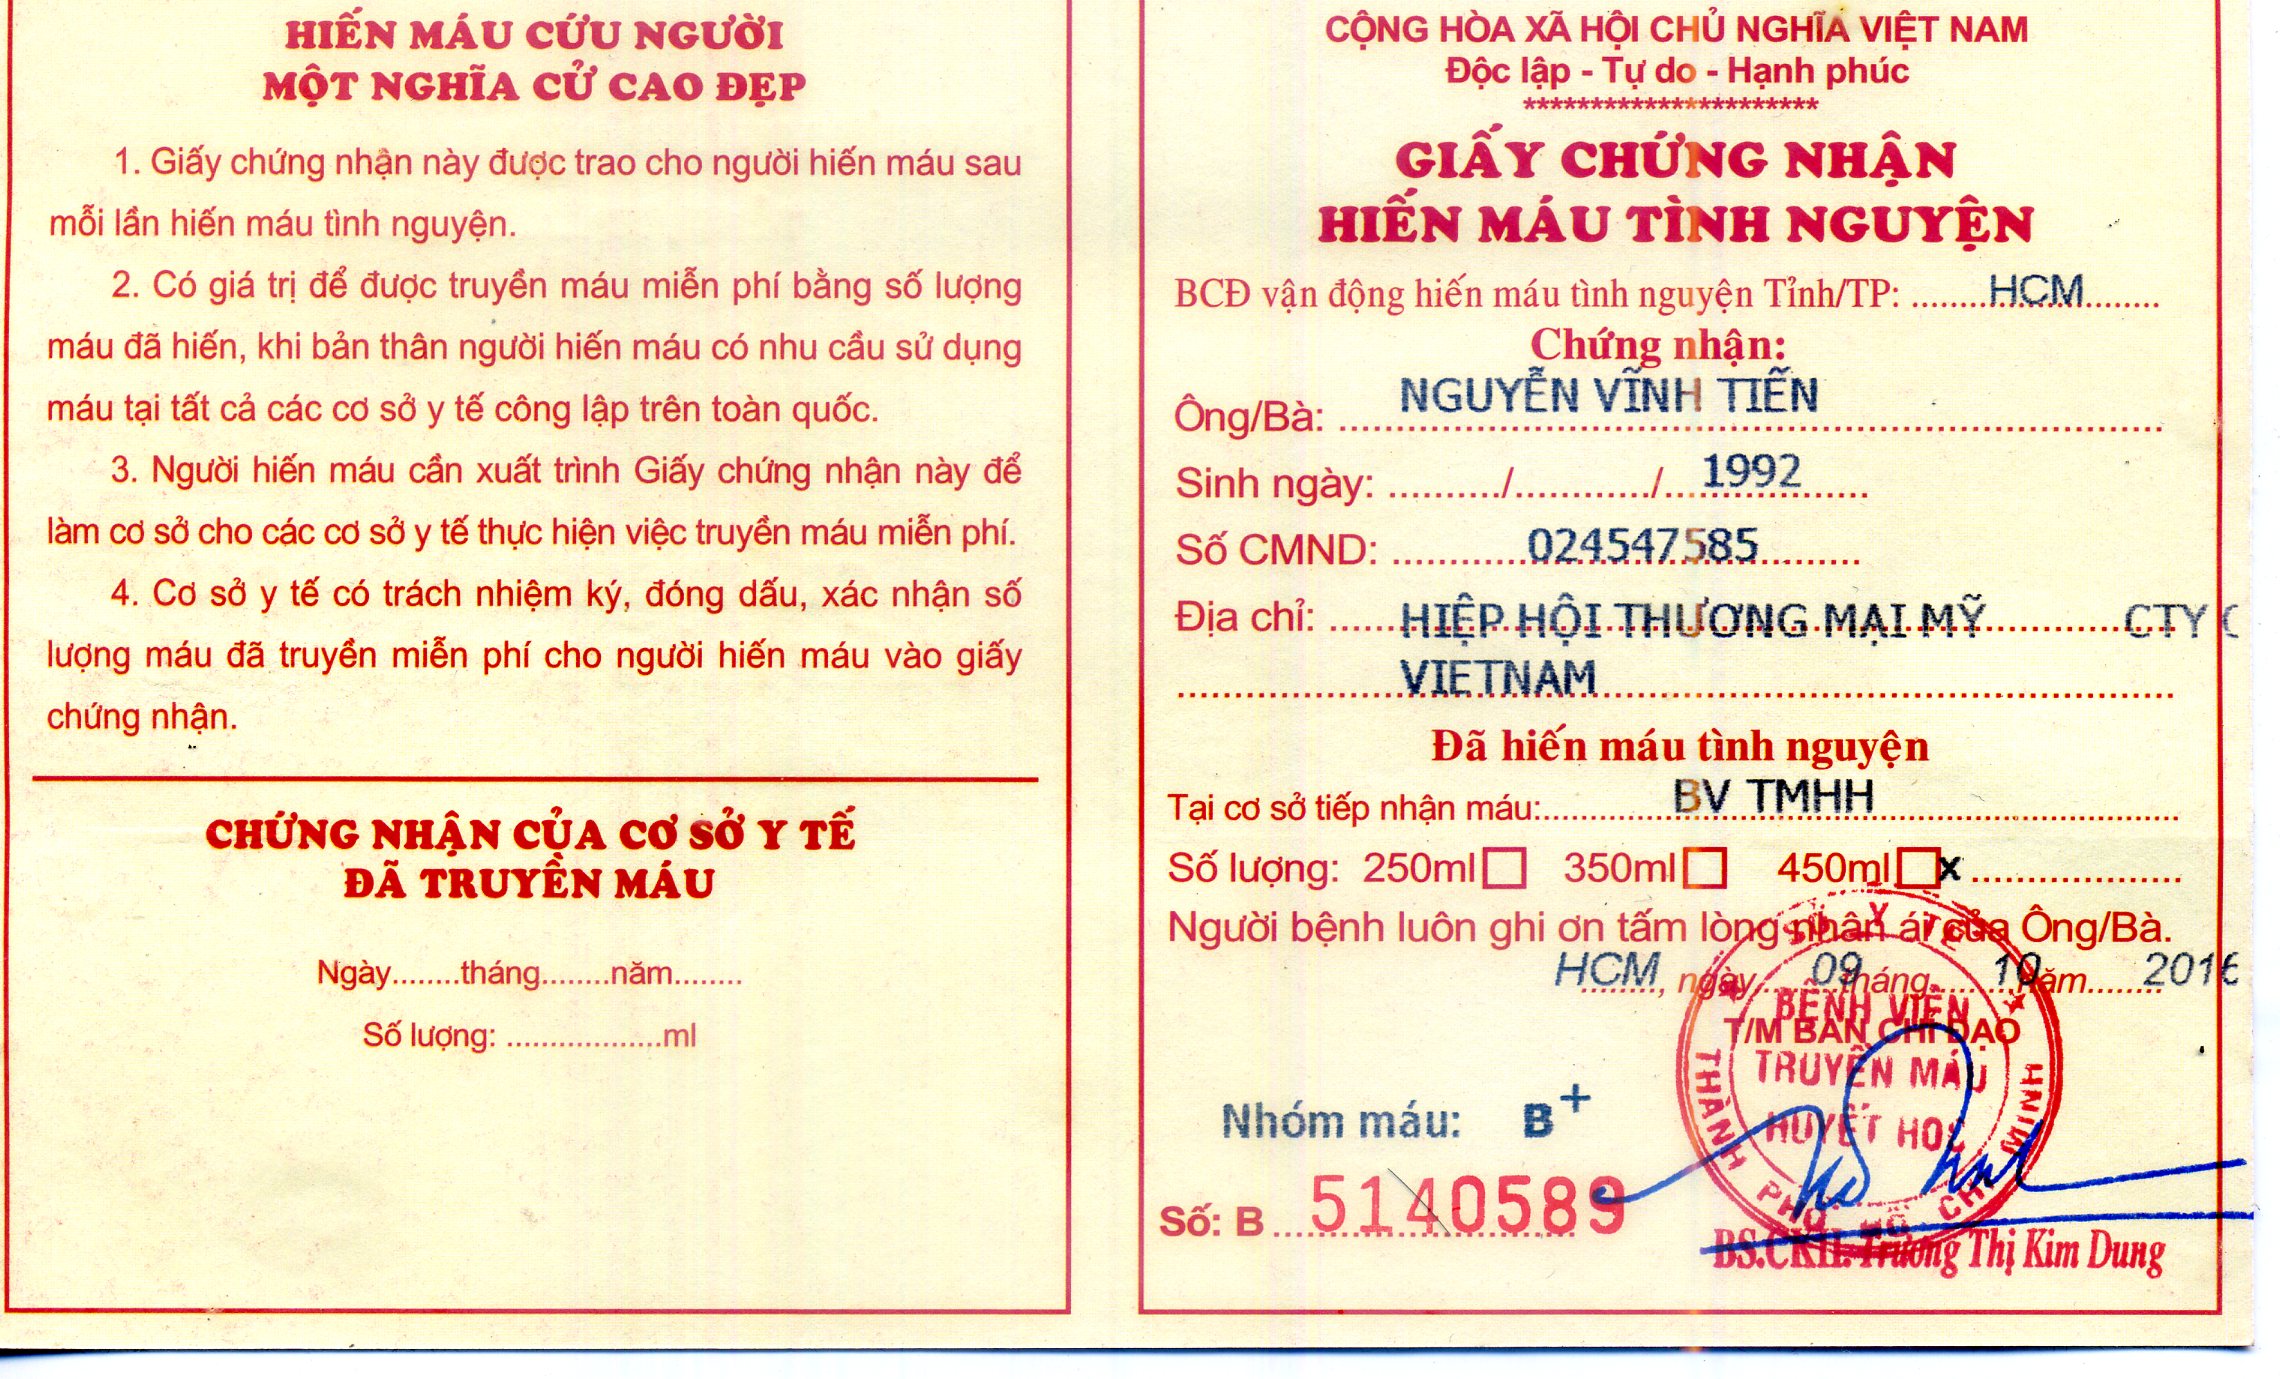 HIẾN MÁU CỨU NGƯỜI
MỘT NGHĨA CỬ CAO ĐẸP
1. Giấy chứng nhận này được trao cho người hiến máu sau
mỗi lần hiến máu tình nguyện.
2. Có giá trị để được truyền máu miễn phí bằng số lượng
máu đã hiến, khi bản thân người hiến máu có nhu cầu sử dụng
máu tại tất cả các cơ sở y tế công lập trên toàn quốc.
3. Người hiến máu cần xuất trình Giấy chứng nhận này để
làm cơ sở cho các cơ sở y tế thực hiện việc truyền máu miễn phí.
4. Cơ sở y tế có trách nhiệm ký, đóng dấu, xác nhận số
lượng máu đã truyền miễn phí cho người hiến máu vào giấy
chứng nhận.
CHỨNG NHẬN CỦA CƠ SỞ Y TẾ
ĐÃ TRUYỀN MÁU
Ngày........tháng........năm........
Số lượng: ..................ml
CỘNG HÒA XÃ HỘI CHỦ NGHĨA VIỆT NAM
Độc lập - Tự do - Hạnh phúc
**********************
GIẤY CHỨNG NHẬN
HIẾN MÁU TÌNH NGUYỆN
BCĐ vận động hiến máu tình nguyện Tỉnh/TP: HCM
Chứng nhận:
Ông/Bà: NGUYỄN VĨNH TIẾN
Sinh ngày: ........../............/ 1992
Số CMND: 024547585
Địa chỉ: HIỆP HỘI THƯƠNG MẠI MỸ CTY
VIETNAM
Đã hiến máu tình nguyện
Tại cơ sở tiếp nhận máu: BV TMHH
Số lượng: 250ml 350ml 450ml x
Người bệnh luôn ghi ơn tấm lòng nhân ái của Ông/Bà.
HCM, ngày 09 tháng 10 năm 2016
T/M BAN CHỈ ĐẠO
SỞ Y TẾ
THÀNH PHỐ HỒ CHÍ MINH
BỆNH VIỆN
TRUYỀN MÁU
HUYẾT HỌC
Nhóm máu: B+
Số: B 5140589
BS.CKII. Trương Thị Kim Dung